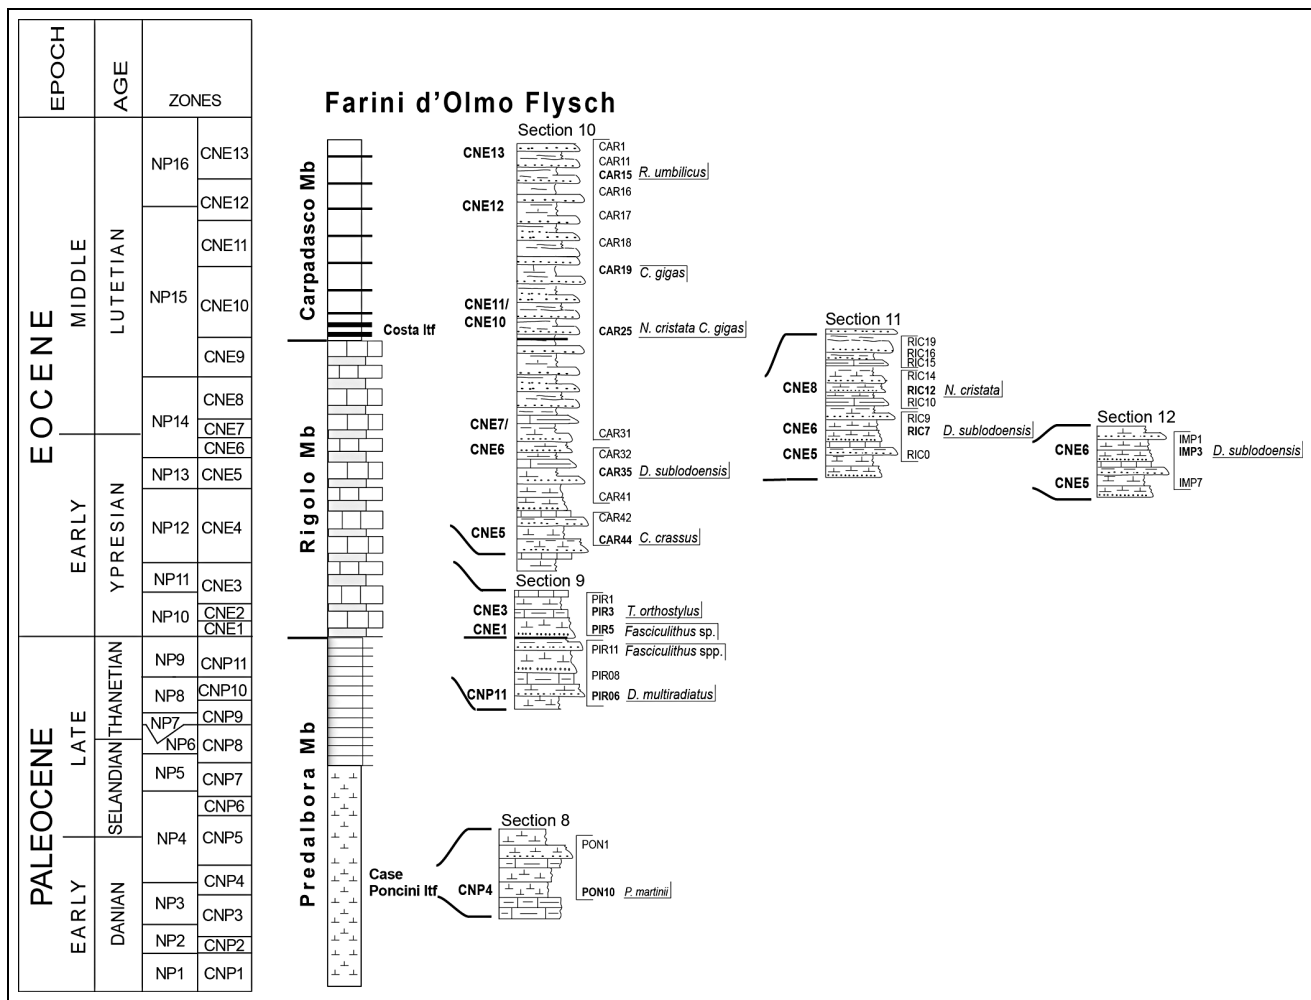 EPOCH
AGE
ZONES
EOCENE
MIDDLE
EARLY
LUTETIAN
YPRESIAN
NP16
NP15
NP14
NP13
NP12
NP11
NP10
CNE13
CNE12
CNE11
CNE10
CNE9
CNE8
CNE7
CNE6
CNE5
CNE4
CNE3
CNE2
CNE1
PALEOCENE
LATE
EARLY
THANETIAN
SELANDIAN
DANIAN
NP9
NP8
NP7
NP6
NP5
NP4
NP3
NP2
NP1
CNP11
CNP10
CNP9
CNP8
CNP7
CNP6
CNP5
CNP4
CNP3
CNP2
CNP1
Farini d’Olmo Flysch
Carpadasco Mb
Rigolo Mb
Predalbora Mb
Costa ltf
Case
Poncini ltf
Section 10
CNE13
CNE12
CNE11/
CNE10
CNE7/
CNE6
CNE5
CAR1
CAR11
CAR15 R. umbilicus
CAR16
CAR17
CAR18
CAR19 C. gigas
CAR25 N. cristata C. gigas
CAR31
CAR32
CAR35 D. sublodoensis
CAR41
CAR42
CAR44 C. crassus
Section 9
CNE3
CNE1
CNP11
PIR1
PIR3 T. orthostylus
PIR5 Fasciculithus sp.
PIR11 Fasciculithus spp.
PIR08
PIR06 D. multiradiatus
Section 8
CNP4
PON1
PON10 P. martinii
Section 11
CNE8
CNE6
CNE5
RIC19
RIC16
RIC15
RIC14
RIC12 N. cristata
RIC10
RIC9
RIC7 D. sublodoensis
RIC0
Section 12
CNE6
CNE5
IMP1
IMP3 D. sublodoensis
IMP7